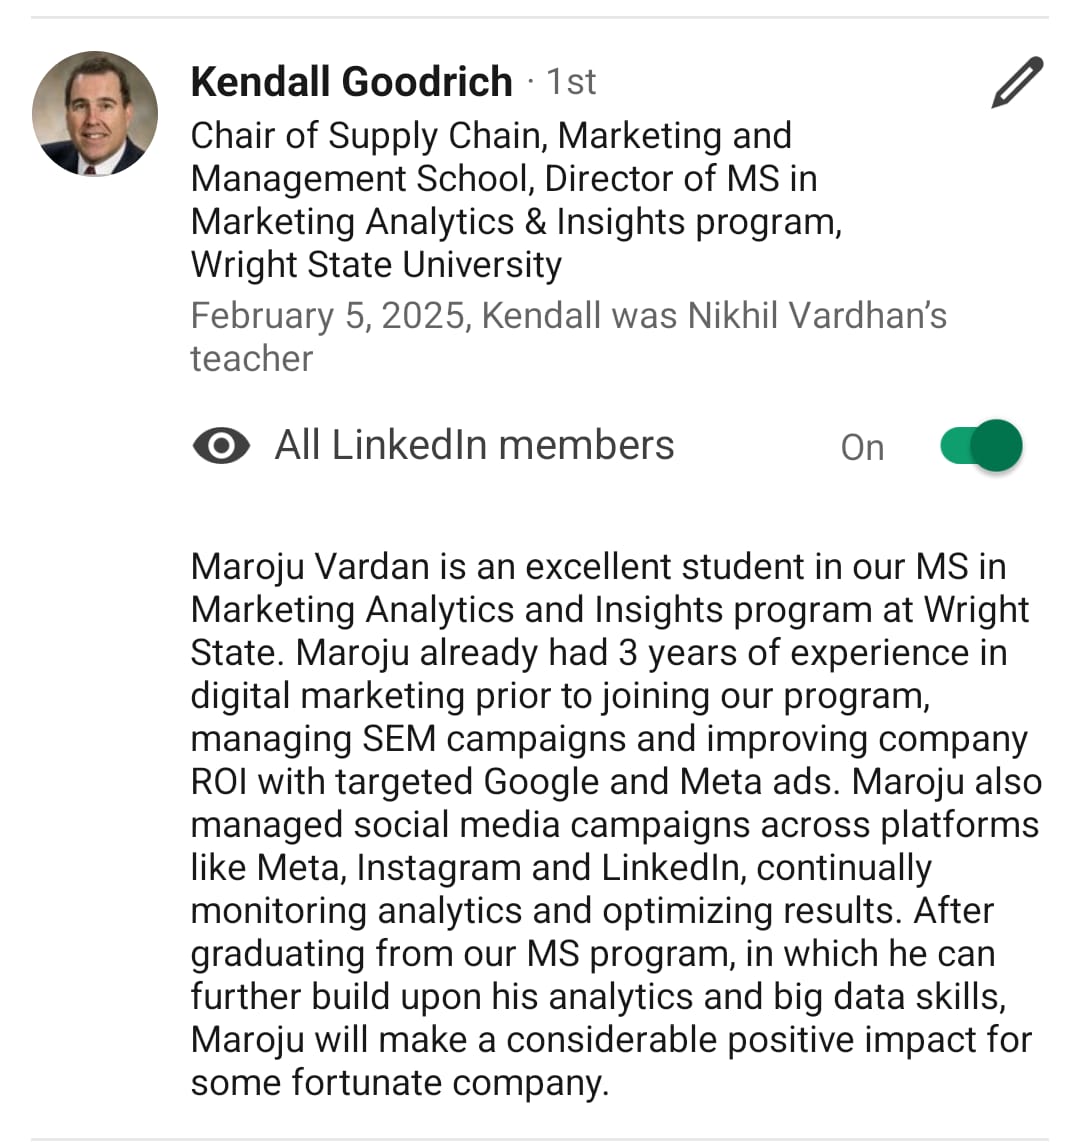 Kendall Goodrich · 1st
Chair of Supply Chain, Marketing and
Management School, Director of MS in
Marketing Analytics & Insights program,
Wright State University
February 5, 2025, Kendall was Nikhil Vardhan’s
teacher
All LinkedIn members On
Maroju Vardan is an excellent student in our MS in
Marketing Analytics and Insights program at Wright
State. Maroju already had 3 years of experience in
digital marketing prior to joining our program,
managing SEM campaigns and improving company
ROI with targeted Google and Meta ads. Maroju also
managed social media campaigns across platforms
like Meta, Instagram and LinkedIn, continually
monitoring analytics and optimizing results. After
graduating from our MS program, in which he can
further build upon his analytics and big data skills,
Maroju will make a considerable positive impact for
some fortunate company.